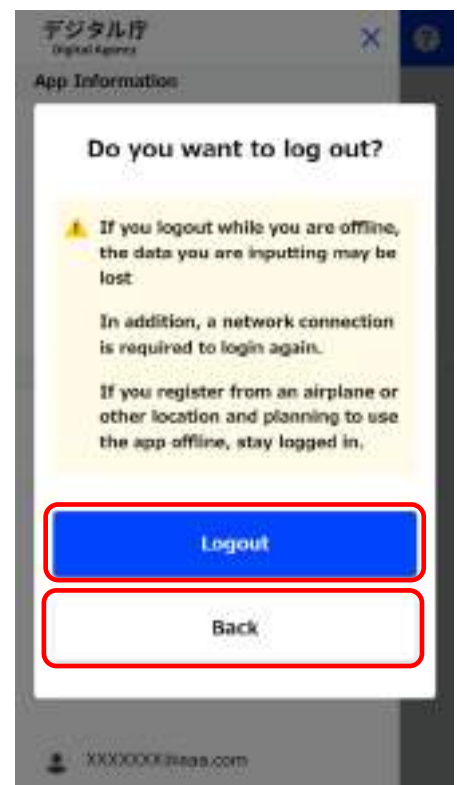 デジタル庁
Digital Agency
App Information
Do you want to log out?
If you logout while you are offline,
the data you are inputting may be
lost
In addition, a network connection
is required to login again.
If you register from an airplane or
other location and planning to use
the app offline, stay logged in.
Logout
Back